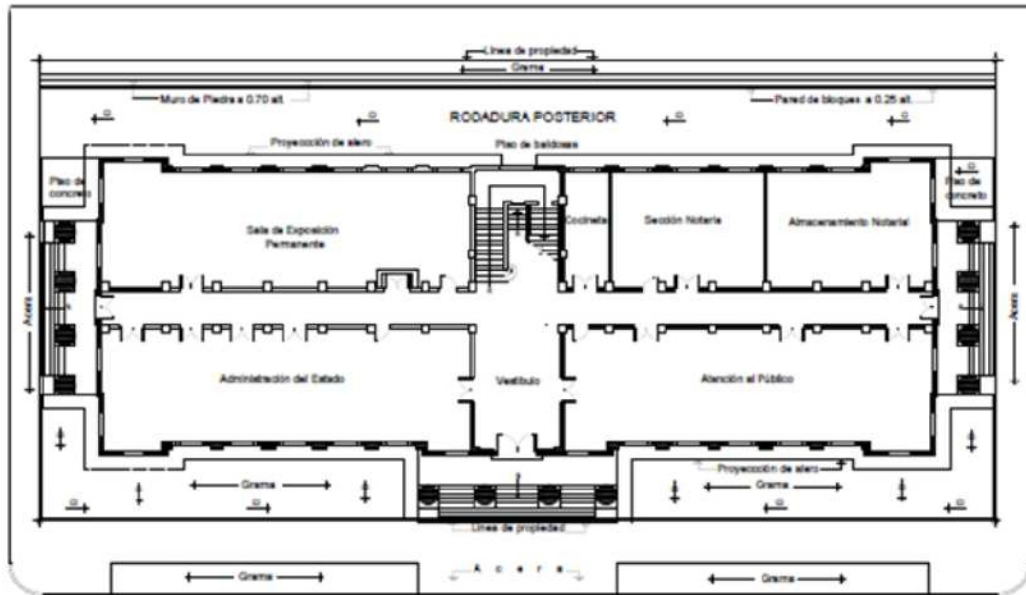 Línea de propiedad
Grama
Muro de Piedra a 0.70 alt.
Pared de bloques a 0.25 alt.
RODADURA POSTERIOR
Proyeccción de alero
Piso de baldosas
Piso de concreto
Piso de concreto
Sala de Exposición
Permanente
Cocineta
Sección Notaria
Almacenamiento Notarial
Acera
Acera
Administración del Estado
Vestíbulo
Atención al Público
Proyeccción de alero
Grama
Grama
Línea de propiedad
Acera
Grama
Grama